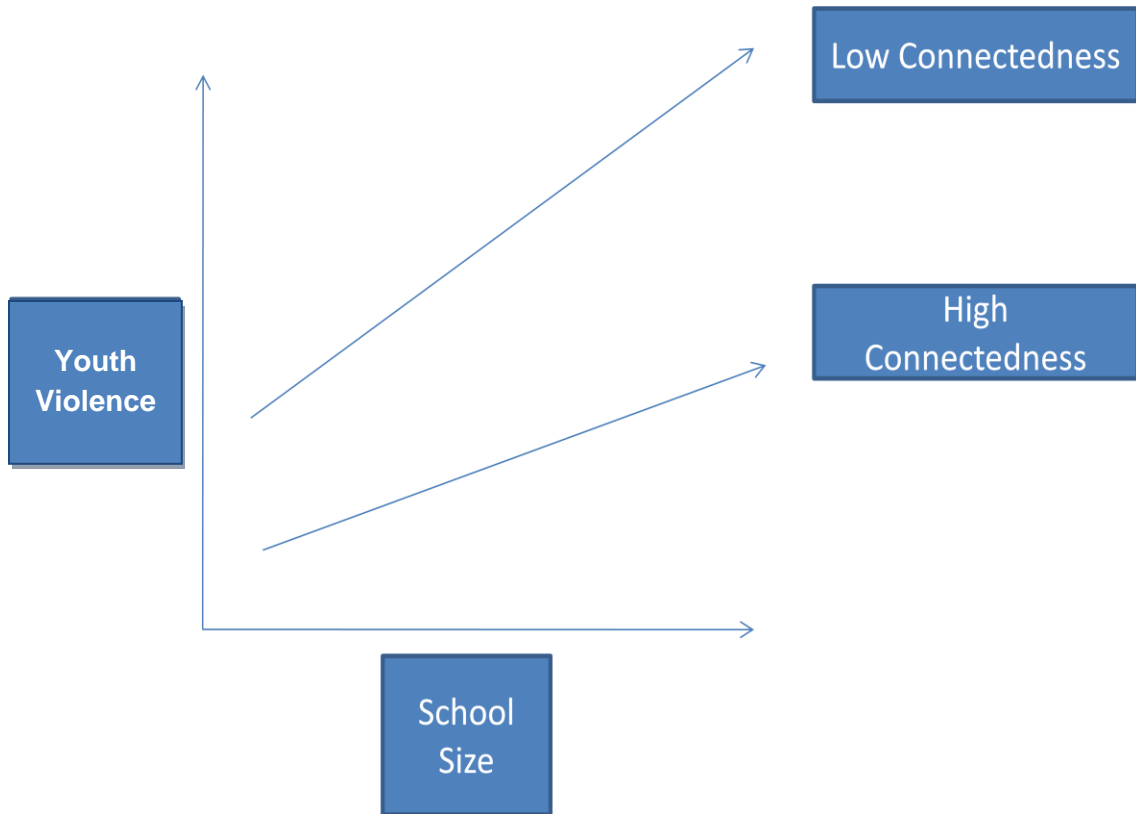 Low Connectedness
High
Connectedness
Youth
Violence
School
Size